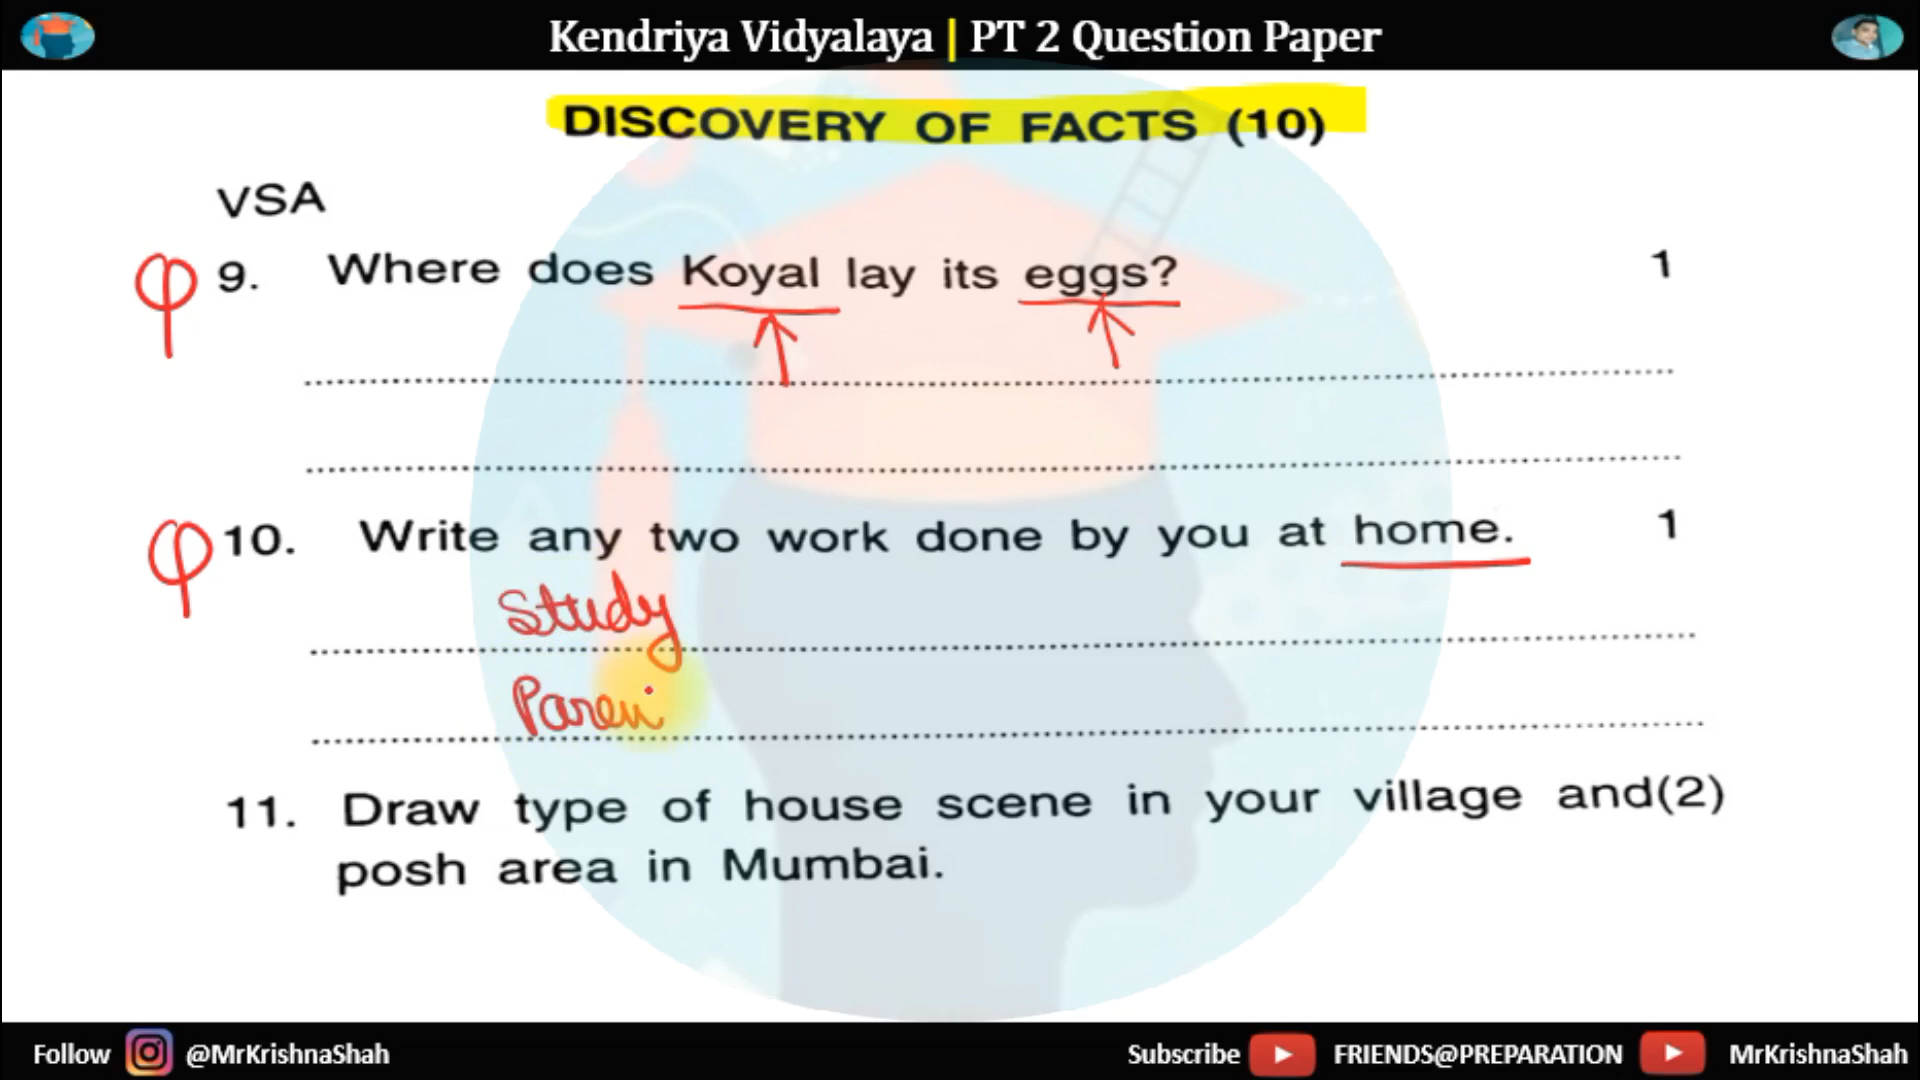 Kendriya Vidyalaya | PT 2 Question Paper
DISCOVERY OF FACTS (10)
VSA
9. Where does Koyal lay its eggs? 1
10. Write any two work done by you at home. 1
Study
Paren
11. Draw type of house scene in your village and(2)
posh area in Mumbai.
Follow @MrKrishnaShah Subscribe FRIENDS@PREPARATION MrKrishnaShah